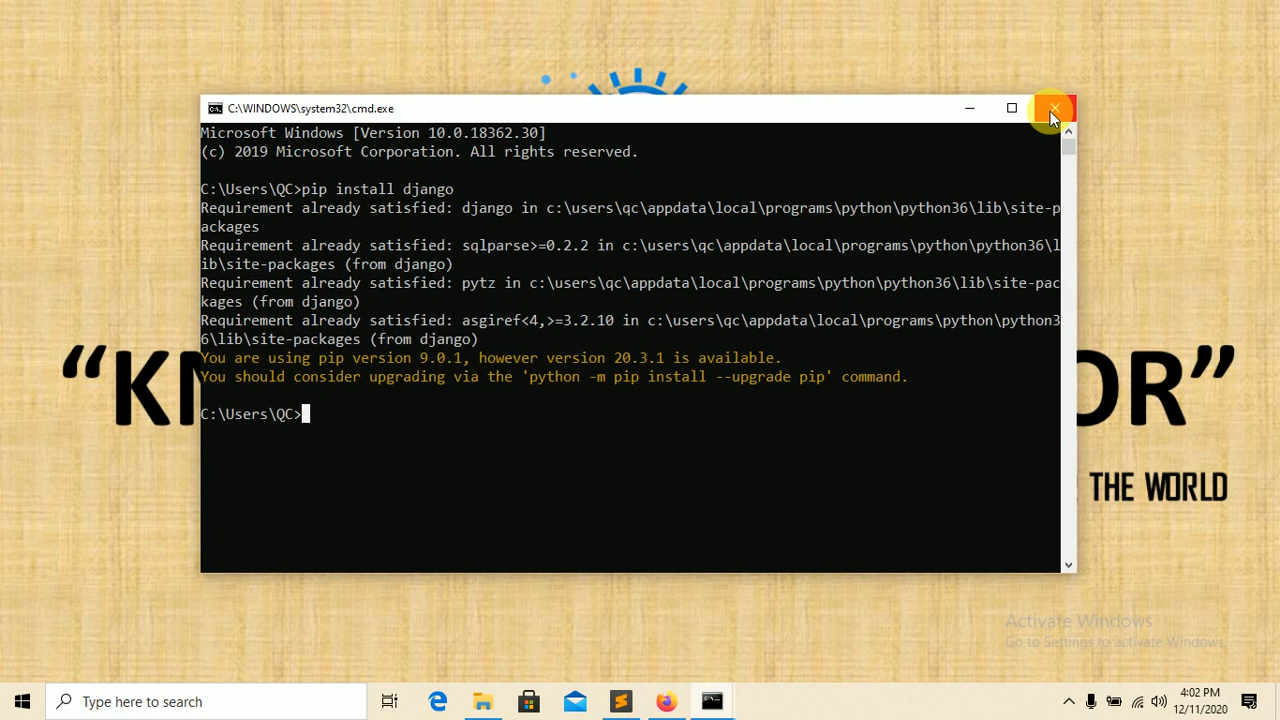 C:\WINDOWS\system32\cmd.exe
Microsoft Windows [Version 10.0.18362.30]
(c) 2019 Microsoft Corporation. All rights reserved.
C:\Users\QC>pip install django
Requirement already satisfied: django in c:\users\qc\appdata\local\programs\python\python36\lib\site-p
ackages
Requirement already satisfied: sqlparse>=0.2.2 in c:\users\qc\appdata\local\programs\python\python36\l
ib\site-packages (from django)
Requirement already satisfied: pytz in c:\users\qc\appdata\local\programs\python\python36\lib\site-pac
kages (from django)
Requirement already satisfied: asgiref<4,>=3.2.10 in c:\users\qc\appdata\local\programs\python\python3
6\lib\site-packages (from django)
You are using pip version 9.0.1, however version 20.3.1 is available.
You should consider upgrading via the 'python -m pip install --upgrade pip' command.
C:\Users\QC>
THE WORLD
Activate Windows
Go to Settings to activate Windows.
Type here to search
4:02 PM
12/11/2020